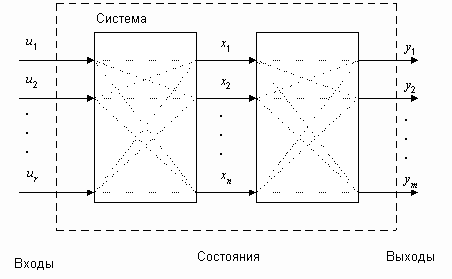 Система
u1 x1 y1
u2 x2 y2
ur xn ym
Входы Состояния Выходы